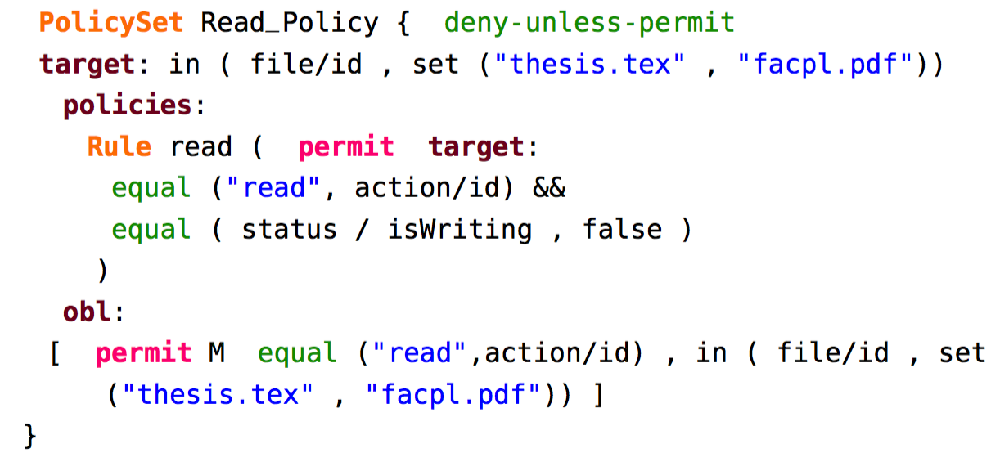 PolicySet Read_Policy { deny-unless-permit
target: in ( file/id , set ("thesis.tex" , "facpl.pdf"))
policies:
Rule read ( permit target:
equal ("read", action/id) &&
equal ( status / isWriting , false )
)
obl:
[ permit M equal ("read",action/id) , in ( file/id , set
("thesis.tex" , "facpl.pdf")) ]
}